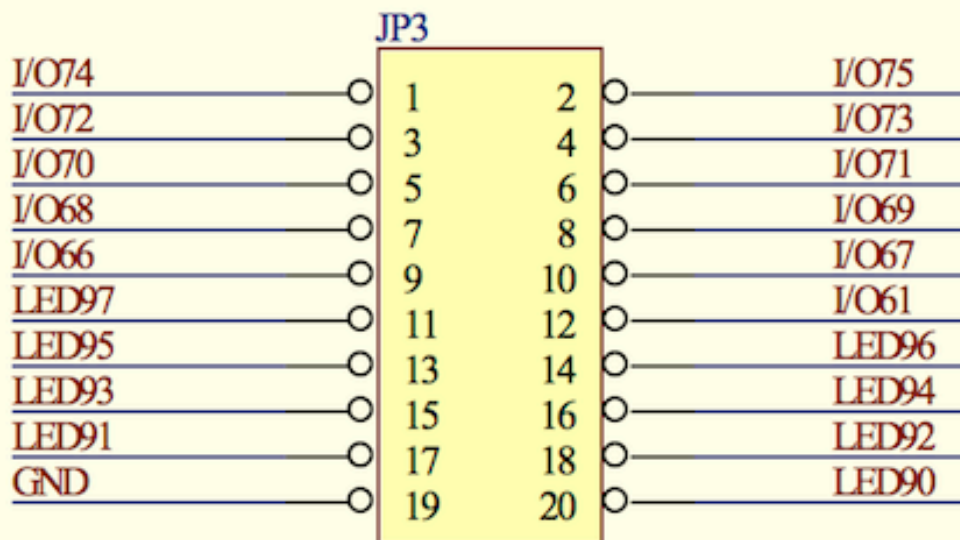 JP3
I/O74 1 2 I/O75
I/O72 3 4 I/O73
I/O70 5 6 I/O71
I/O68 7 8 I/O69
I/O66 9 10 I/O67
LED97 11 12 I/O61
LED95 13 14 LED96
LED93 15 16 LED94
LED91 17 18 LED92
GND 19 20 LED90